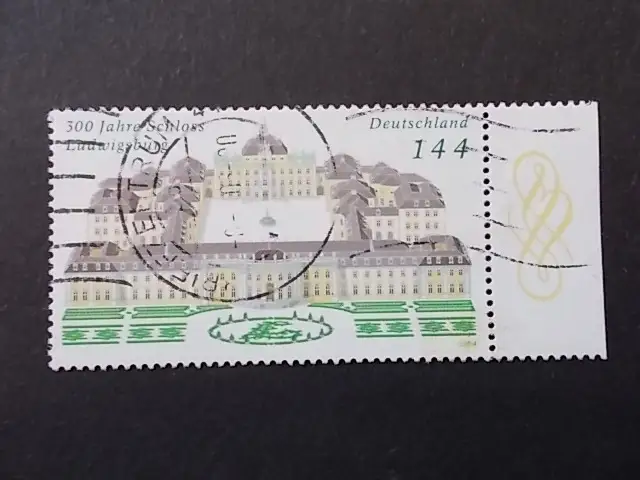 300 Jahre Schloss
Ludwigsburg
Deutschland
144